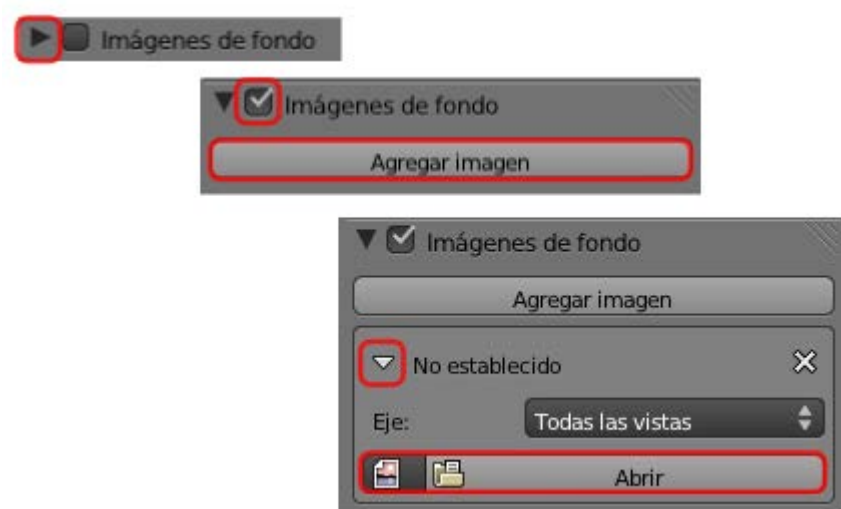 Imágenes de fondo
Imágenes de fondo
Agregar imagen
Imágenes de fondo
Agregar imagen
No establecido
Eje: Todas las vistas
Abrir